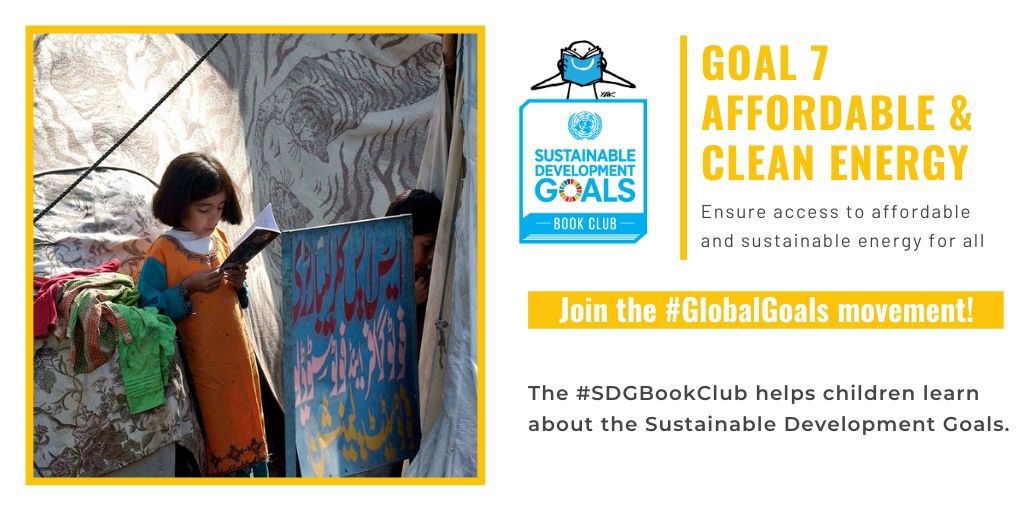 SUSTAINABLE
DEVELOPMENT
GOALS
BOOK CLUB
GOAL 7
AFFORDABLE &
CLEAN ENERGY
Ensure access to affordable
and sustainable energy for all
Join the #GlobalGoals movement!
The #SDGBookClub helps children learn
about the Sustainable Development Goals.